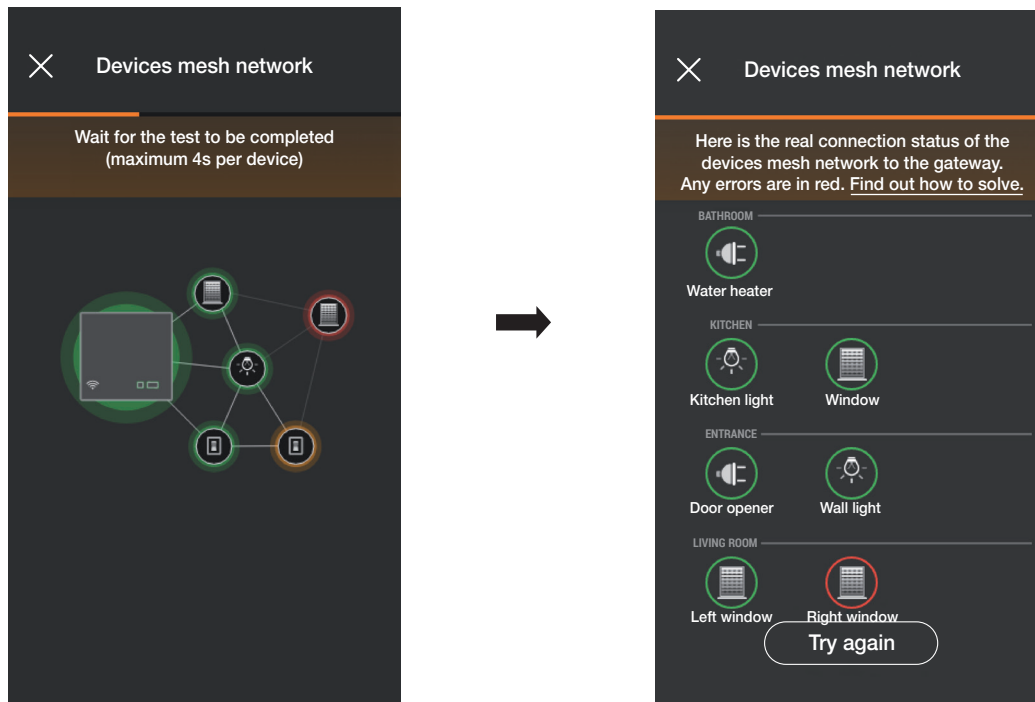 Devices mesh network
Wait for the test to be completed
(maximum 4s per device)
Devices mesh network
Here is the real connection status of the
devices mesh network to the gateway.
Any errors are in red. Find out how to solve.
BATHROOM
Water heater
KITCHEN
Kitchen light
Window
ENTRANCE
Door opener
Wall light
LIVING ROOM
Left window
Right window
Try again